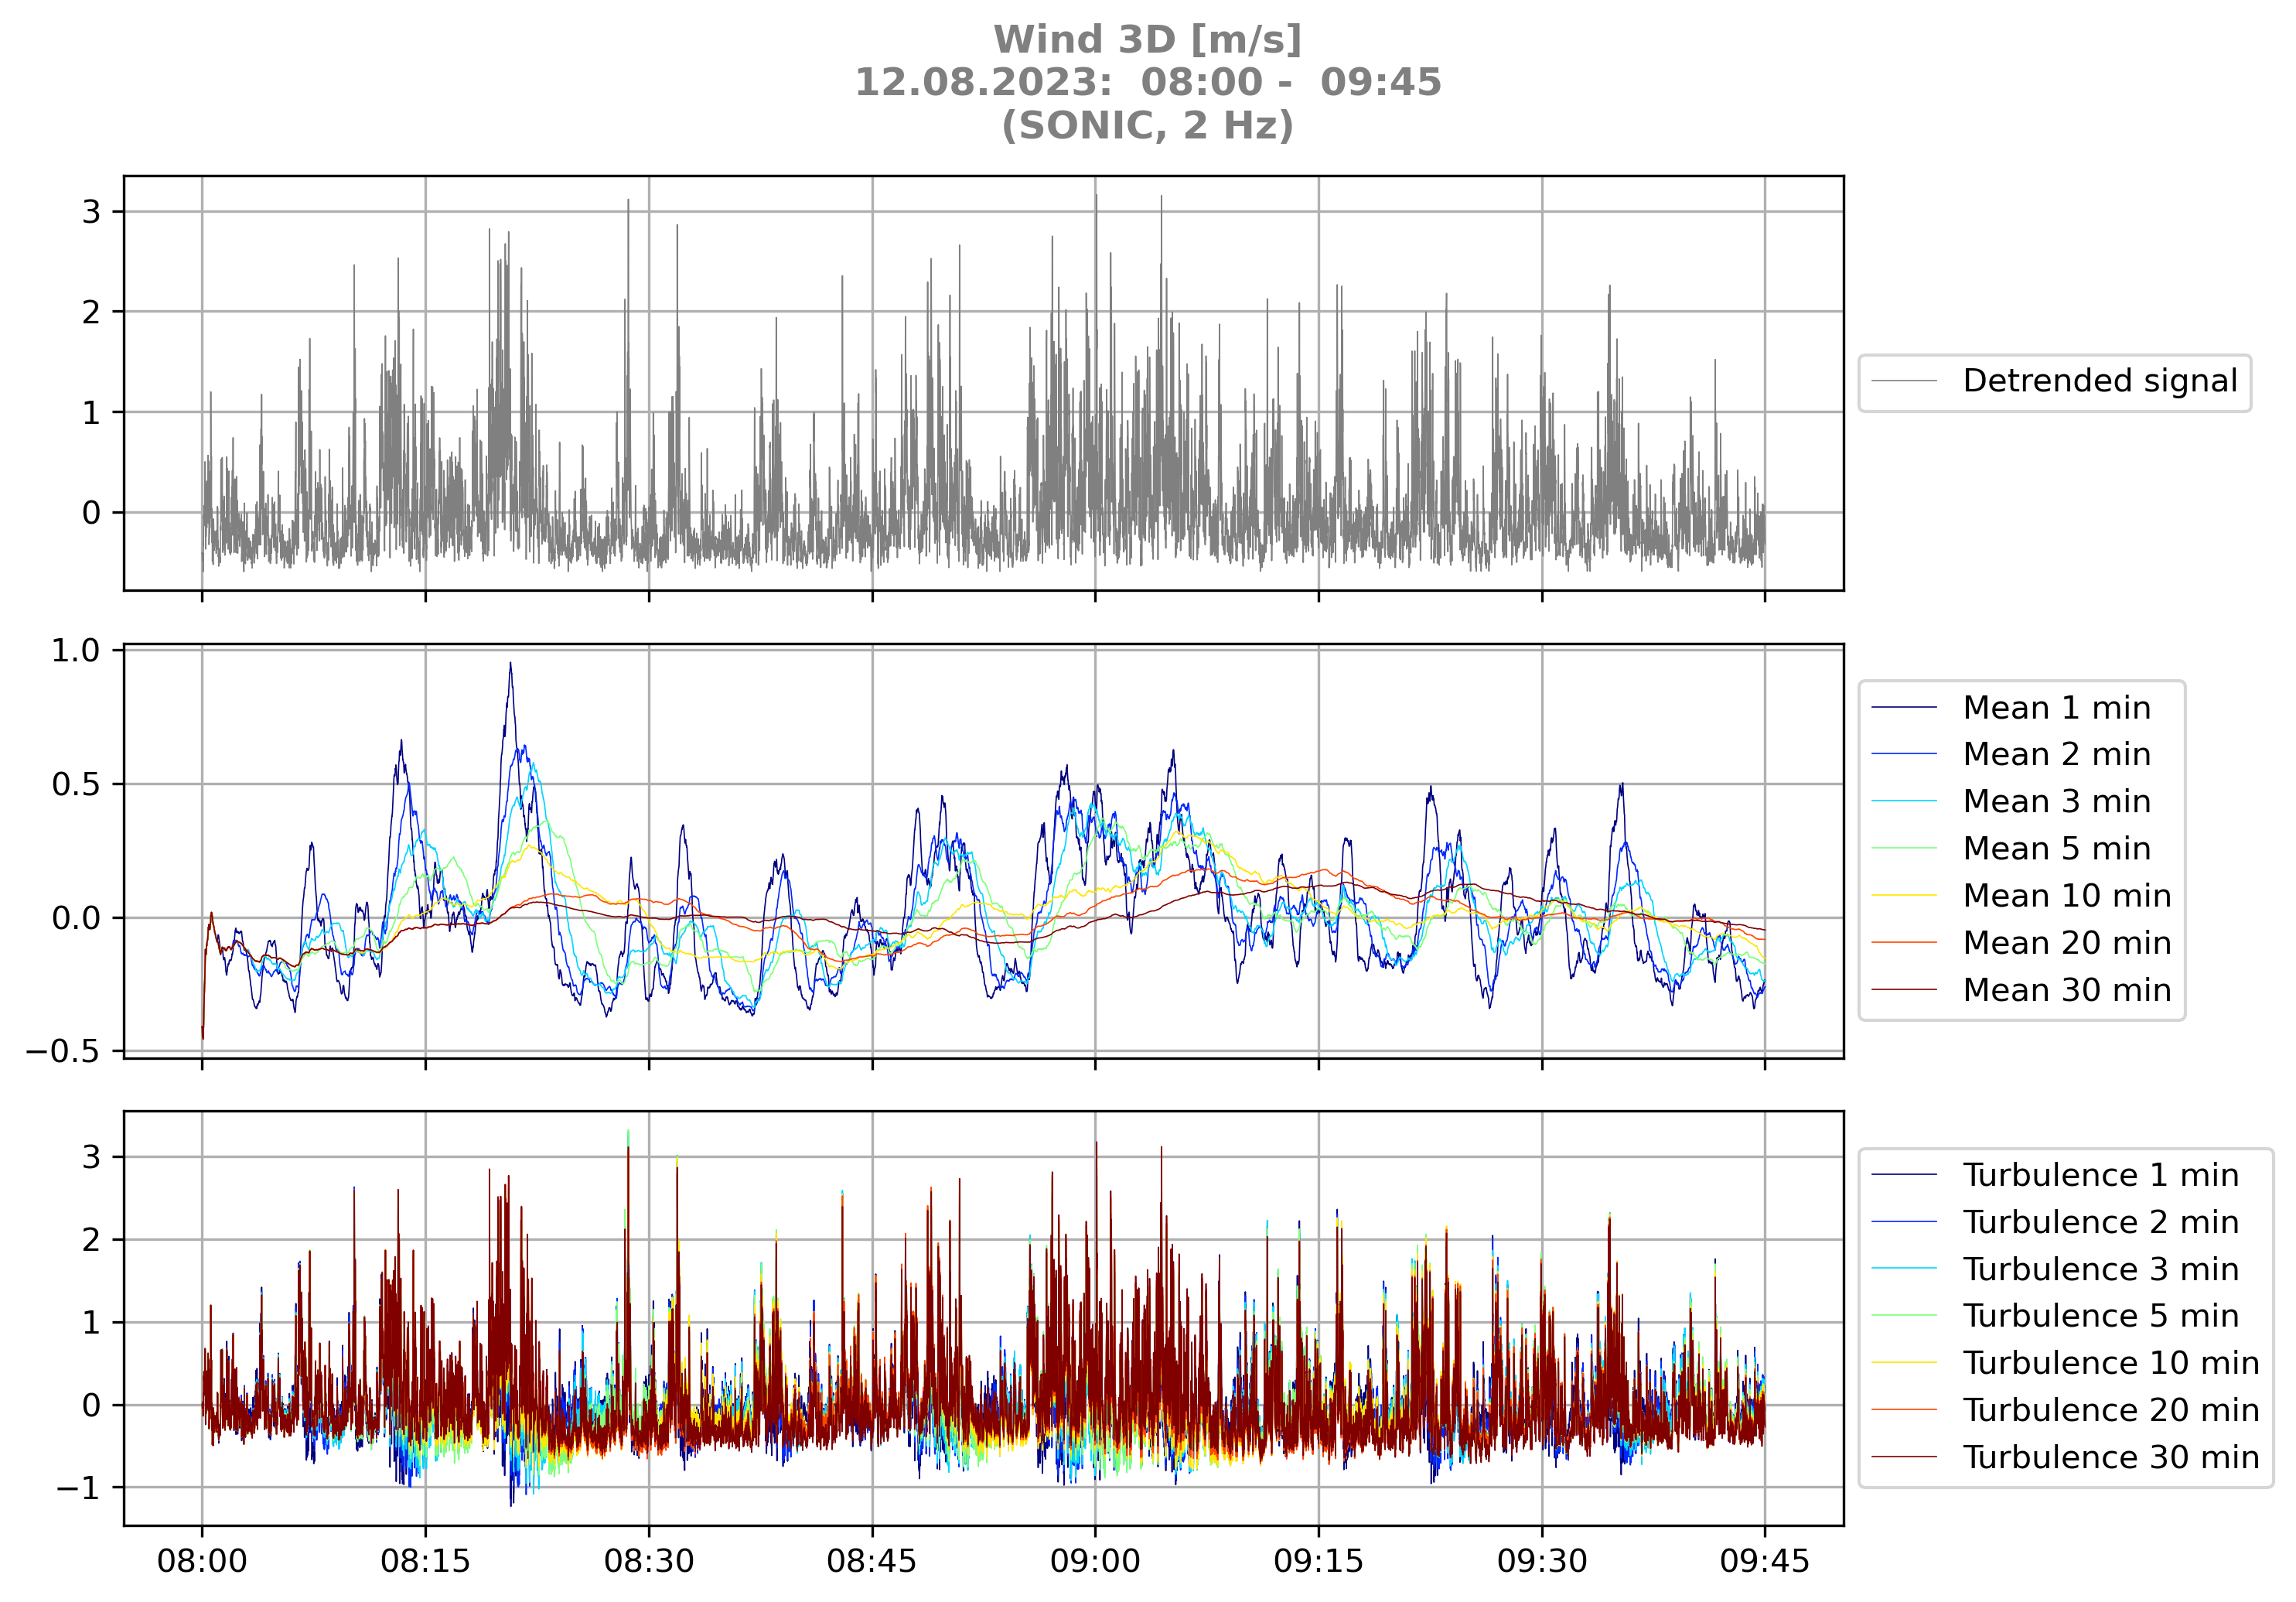 Wind 3D [m/s]
12.08.2023:  08:00 -  09:45
(SONIC, 2 Hz)
3
2
1
0
Detrended signal
1.0
0.5
0.0
−0.5
Mean 1 min
Mean 2 min
Mean 3 min
Mean 5 min
Mean 10 min
Mean 20 min
Mean 30 min
3
2
1
0
−1
Turbulence 1 min
Turbulence 2 min
Turbulence 3 min
Turbulence 5 min
Turbulence 10 min
Turbulence 20 min
Turbulence 30 min
08:00 08:15 08:30 08:45 09:00 09:15 09:30 09:45